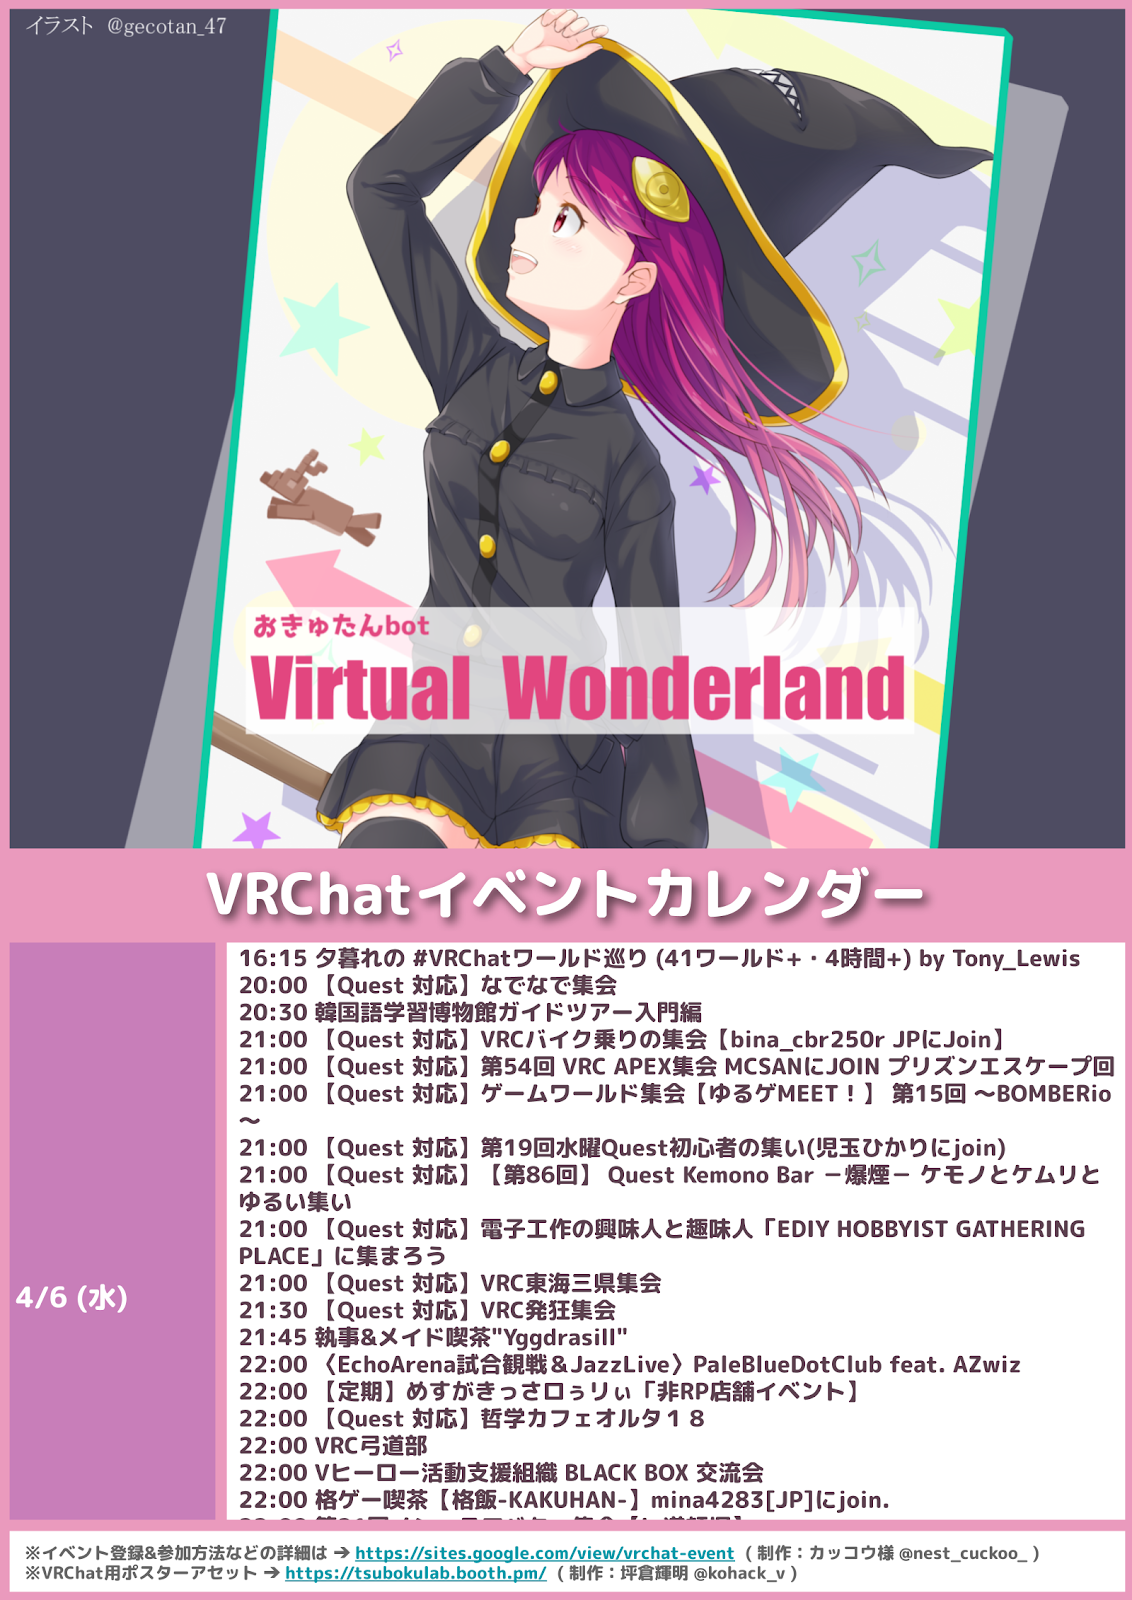 イラスト @gecotan_47
おきゅたんbot
Virtual Wonderland
VRChatイベントカレンダー
4/6 (水)
16:15 夕暮れの #VRChatワールド巡り (41ワールド+・4時間+) by Tony_Lewis
20:00 【Quest 対応】なでなで集会
20:30 韓国語学習博物館ガイドツアー入門編
21:00 【Quest 対応】VRCバイク乗りの集会【bina_cbr250r JPにJoin】
21:00 【Quest 対応】第54回 VRC APEX集会 MCSANにJOIN プリズンエスケープ回
21:00 【Quest 対応】ゲームワールド集会【ゆるゲMEET！】 第15回 ～BOMBERio
～
21:00 【Quest 対応】第19回水曜Quest初心者の集い(児玉ひかりにjoin)
21:00 【Quest 対応】【第86回】 Quest Kemono Bar －爆煙－ ケモノとケムリと
ゆるい集い
21:00 【Quest 対応】電子工作の興味人と趣味人「EDIY HOBBYIST GATHERING
PLACE」に集まろう
21:00 【Quest 対応】VRC東海三県集会
21:30 【Quest 対応】VRC発狂集会
21:45 執事&メイド喫茶"Yggdrasill"
22:00 〈EchoArena試合観戦＆JazzLive〉PaleBlueDotClub feat. AZwiz
22:00 【定期】めすがきっさロぅリぃ「非RP店舗イベント】
22:00 【Quest 対応】哲学カフェオルタ１８
22:00 VRC弓道部
22:00 Vヒーロー活動支援組織 BLACK BOX 交流会
22:00 格ゲー喫茶【格飯-KAKUHAN-】mina4283[JP]にjoin.
※イベント登録&参加方法などの詳細は ➔ https://sites.google.com/view/vrchat-event ( 制作：カッコウ様 @nest_cuckoo_ )
※VRChat用ポスターアセット ➔ https://tsubokulab.booth.pm/ ( 制作：坪倉輝明 @kohack_v )